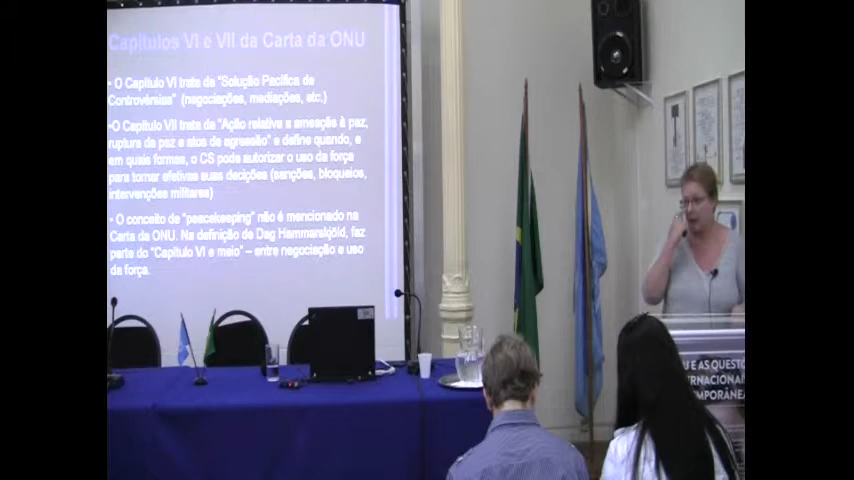 Capítulos VI e VII da Carta da ONU
• O Capítulo VI trata da “Solução Pacífica de
Controvérsias” (negociações, mediações, etc.)
•O Capítulo VII trata da “Ação relativa a ameaças à paz,
ruptura da paz e atos de agressão” e define quando, e
em quais formas, o CS pode autorizar o uso da força
para tornar efetivas suas decisões (sanções, bloqueios,
intervenções militares)
• O conceito de “peacekeeping” não é mencionado na
Carta da ONU. Na definição de Dag Hammarskjöld, faz
parte do “Capítulo VI e meio” – entre negociação e uso
da força.
U E AS QUESTÕ
ERNACIONAI
MPORÂNEA